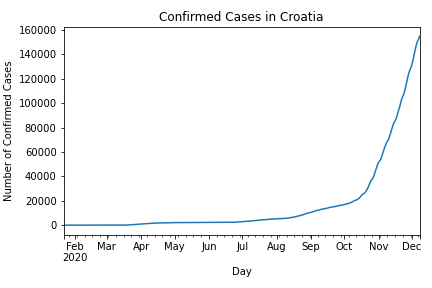 Confirmed Cases in Croatia
160000
140000
120000
100000
80000
60000
40000
20000
0
Number of Confirmed Cases
Feb Mar Apr May Jun Jul Aug Sep Oct Nov Dec
2020
Day